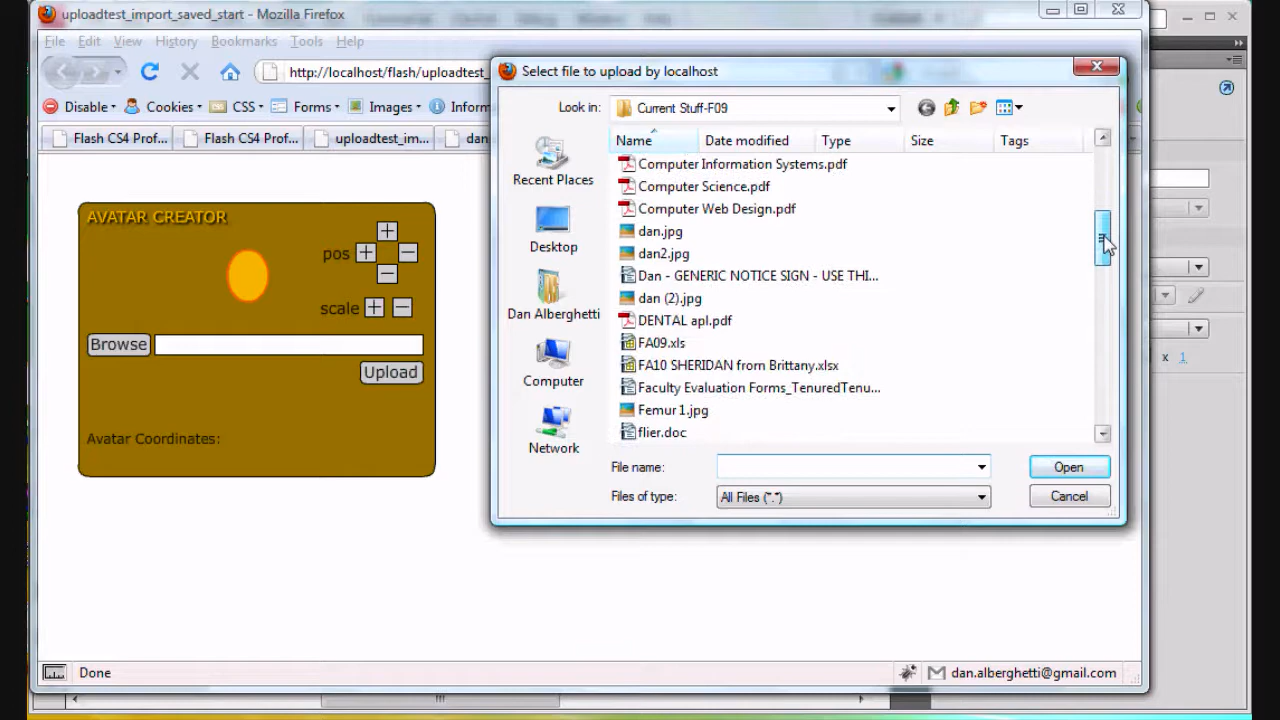 uploadtest_import_saved_start - Mozilla Firefox
File Edit View History Bookmarks Tools Help
http://localhost/flash/uploadtest_
Disable Cookies CSS Forms Images Inform
Flash CS4 Prof... Flash CS4 Prof... uploadtest_im... dan
AVATAR CREATOR
pos + + − −
scale + −
Browse
Upload
Avatar Coordinates:
Select file to upload by localhost
Look in: Current Stuff-F09
Name Date modified Type Size Tags
Recent Places
Desktop
Dan Alberghetti
Computer
Network
Computer Information Systems.pdf
Computer Science.pdf
Computer Web Design.pdf
dan.jpg
dan2.jpg
Dan - GENERIC NOTICE SIGN - USE THI...
dan (2).jpg
DENTAL apl.pdf
FA09.xls
FA10 SHERIDAN from Brittany.xlsx
Faculty Evaluation Forms_TenuredTenu...
Femur 1.jpg
flier.doc
File name:
Open
Files of type: All Files (*.*)
Cancel
x 1
Done
dan.alberghetti@gmail.com